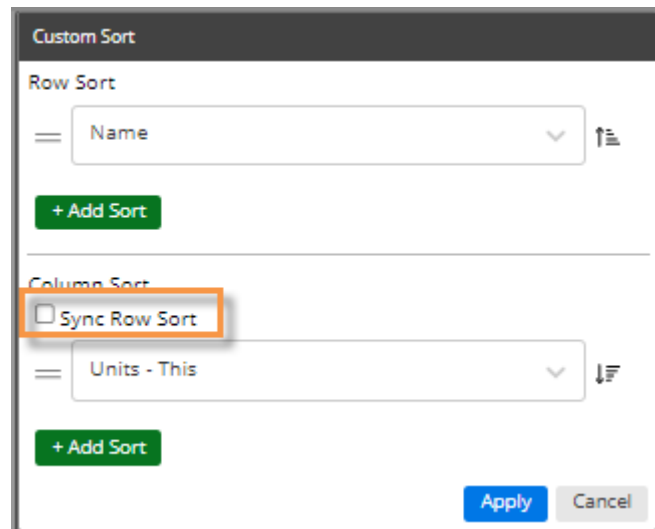 Custom Sort
Row Sort
Name
+ Add Sort
Column Sort
Sync Row Sort
Units - This
+ Add Sort
Apply Cancel